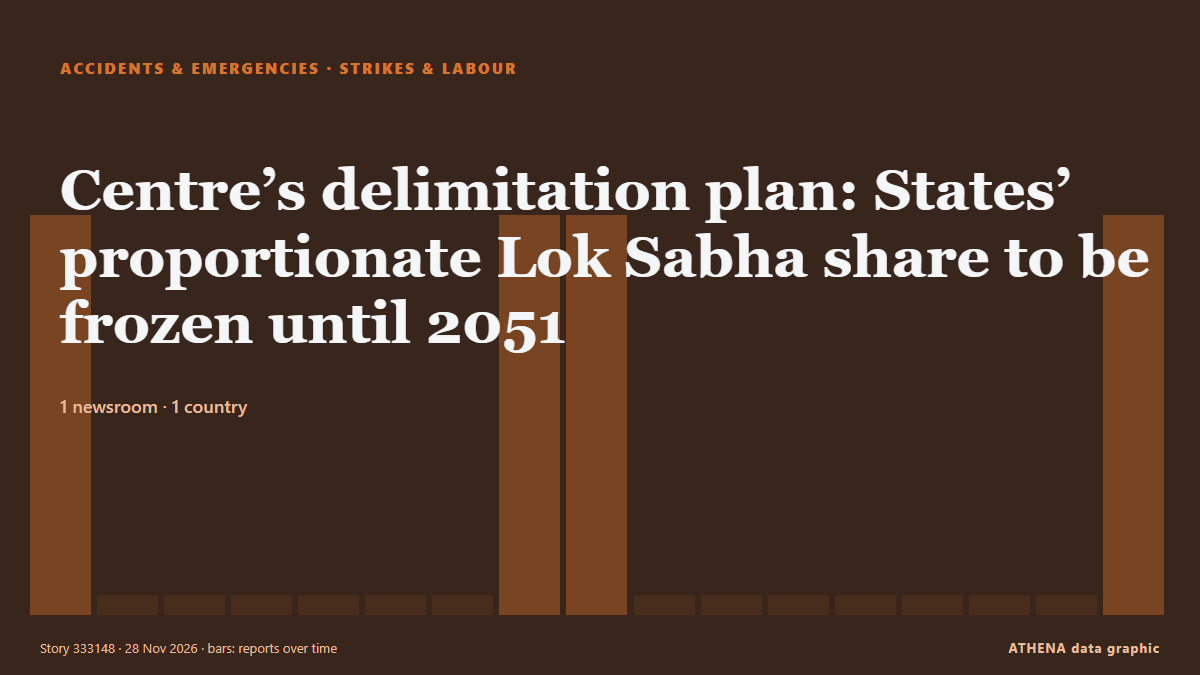 ACCIDENTS & EMERGENCIES · STRIKES & LABOUR
Centre’s delimitation plan: States’
proportionate Lok Sabha share to be
frozen until 2051
1 newsroom · 1 country
Story 333148 · 28 Nov 2026 · bars: reports over time
ATHENA data graphic